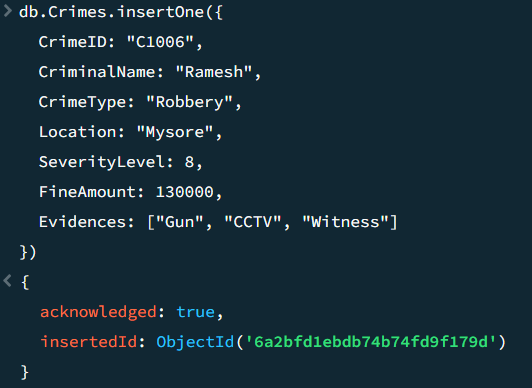 > db.Crimes.insertOne({
CrimeID: "C1006",
CriminalName: "Ramesh",
CrimeType: "Robbery",
Location: "Mysore",
SeverityLevel: 8,
FineAmount: 130000,
Evidences: ["Gun", "CCTV", "Witness"]
})
< {
acknowledged: true,
insertedId: ObjectId('6a2bfd1ebdb74b74fd9f179d')
}